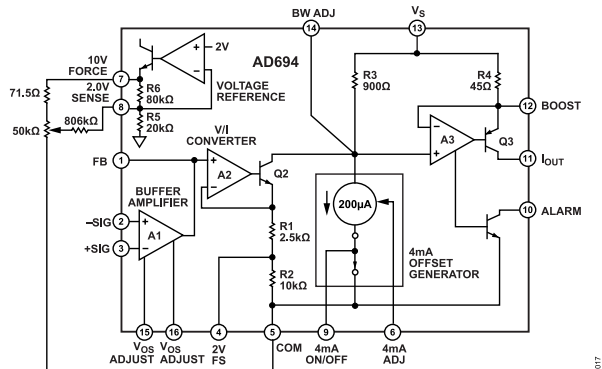 BW ADJ
VS
14
13
10V
FORCE
7
2V
AD694
2.0V
SENSE
8
R6
80kΩ
VOLTAGE
REFERENCE
R3
900Ω
R4
45Ω
12
BOOST
71.5Ω
806kΩ
50kΩ
R5
20kΩ
V/I
CONVERTER
A3
Q3
11
IOUT
FB
1
A2
Q2
BUFFER
AMPLIFIER
200µA
10
ALARM
–SIG
2
+SIG
3
A1
R1
2.5kΩ
4mA
OFFSET
GENERATOR
R2
10kΩ
15
16
4
5
9
6
VOS
ADJUST
VOS
ADJUST
2V
FS
COM
4mA
ON/OFF
4mA
ADJ
017